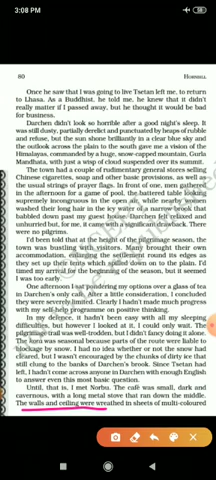 3:08 PM
80
HORNBILL
Once he saw that I was going to live Tsetan left me, to return
to Lhasa. As a Buddhist, he told me, he knew that it didn't
really matter if I passed away, but he thought it would be bad
for business.
Darchen didn't look so horrible after a good night's sleep. It
was still dusty, partially derelict and punctuated by heaps of rubble
and refuse, but the sun shone brilliantly in a clear blue sky and
the outlook across the plain to the south gave me a vision of the
Himalayas, commanded by a huge, snow-capped mountain, Gurla
Mandhata, with just a wisp of cloud suspended over its summit.
The town had a couple of rudimentary general stores selling
Chinese cigarettes, soap and other basic provisions, as well as
the usual strings of prayer flags. In front of one, men gathered
in the afternoon for a game of pool, the battered table looking
supremely incongruous in the open air, while nearby women
washed their long hair in the icy water of a narrow brook that
babbled down past my guest house. Darchen felt relaxed and
unhurried but, for me, it came with a significant drawback. There
were no pilgrims.
I'd been told that at the height of the pilgrimage season, the
town was bustling with visitors. Many brought their own
accommodation, enlarging the settlement round its edges as
they set up their tents which spilled down on to the plain. I'd
timed my arrival for the beginning of the season, but it seemed
I was too early.
One afternoon I sat pondering my options over a glass of tea
in Darchen's only cafe. After a little consideration, I concluded
they were severely limited. Clearly I hadn't made much progress
with my self-help programme on positive thinking.
In my defence, it hadn't been easy with all my sleeping
difficulties, but however I looked at it, I could only wait. The
pilgrimage trail was well-trodden, but I didn't fancy doing it alone.
The kora was seasonal because parts of the route were liable to
blockage by snow. I had no idea whether or not the snow had
cleared, but I wasn't encouraged by the chunks of dirty ice that
still clung to the banks of Darchen's brook. Since Tsetan had
left, I hadn't come across anyone in Darchen with enough English
to answer even this most basic question.
Until, that is, I met Norbu. The café was small, dark and
cavernous, with a long metal stove that ran down the middle.
The walls and ceiling were wreathed in sheets of multi-coloured